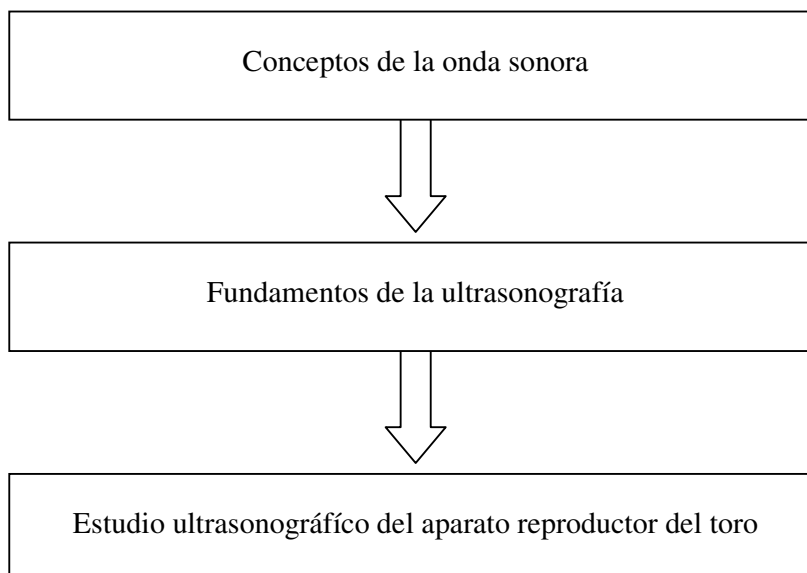 Conceptos de la onda sonora
Fundamentos de la ultrasonografía
Estudio ultrasonográfíco del aparato reproductor del toro